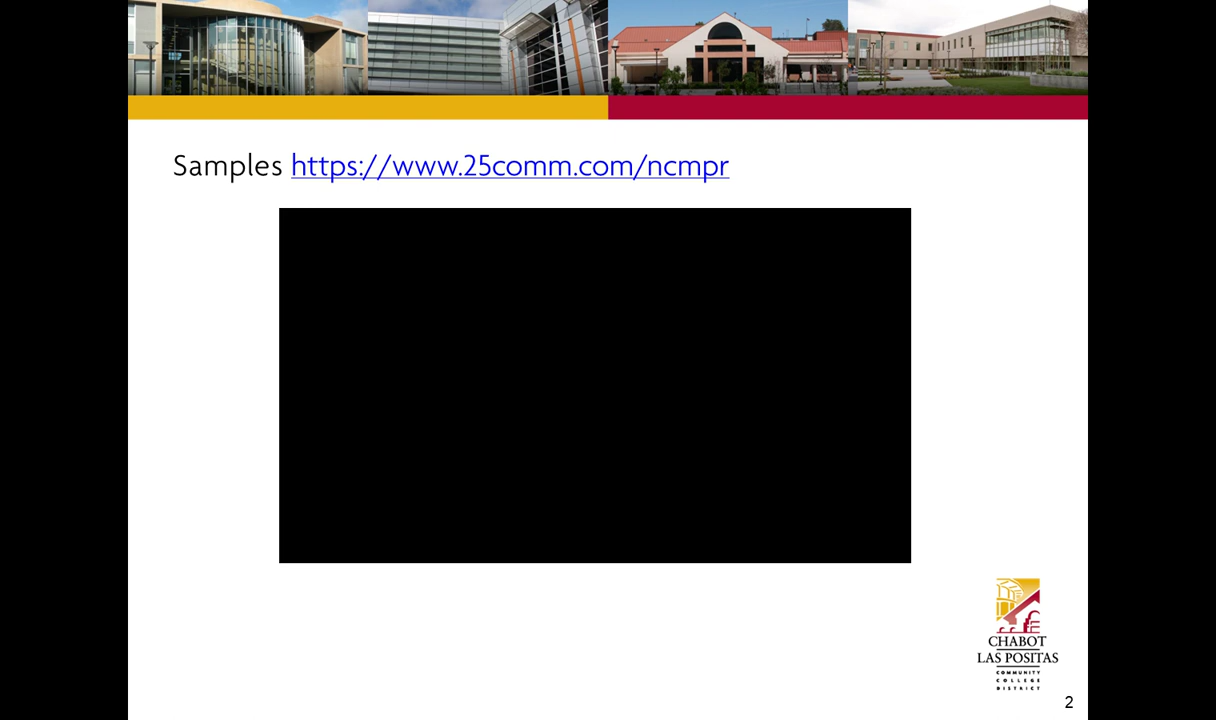 Samples https://www.25comm.com/ncmpr
CHABOT
LAS POSITAS
COMMUNITY
COLLEGE
DISTRICT
2